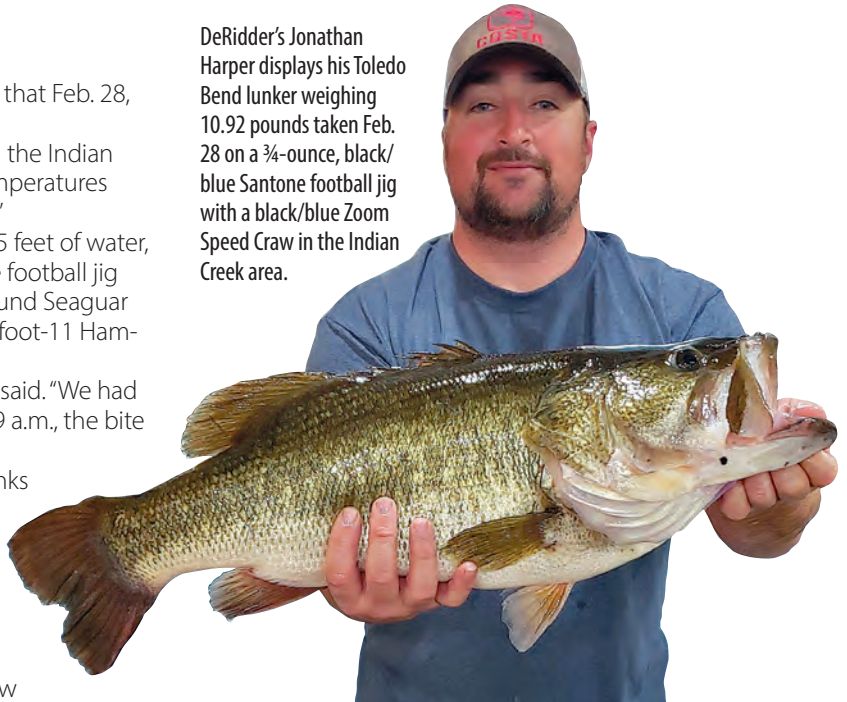 that Feb. 28,
the Indian
nperatures
5 feet of water,
football jig
und Seaguar
foot-11 Ham-
said. “We had
9 a.m., the bite
nks
w
DeRidder’s Jonathan
Harper displays his Toledo
Bend lunker weighing
10.92 pounds taken Feb.
28 on a ¾-ounce, black/
blue Santone football jig
with a black/blue Zoom
Speed Craw in the Indian
Creek area.
COSTA